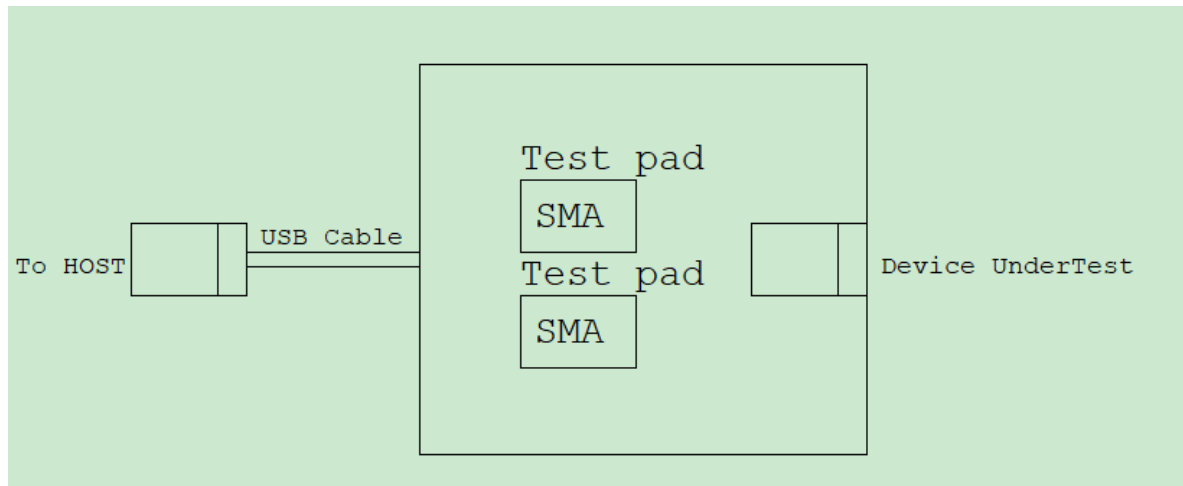 Test pad
SMA
USB Cable
To HOST
Test pad
Device UnderTest
SMA